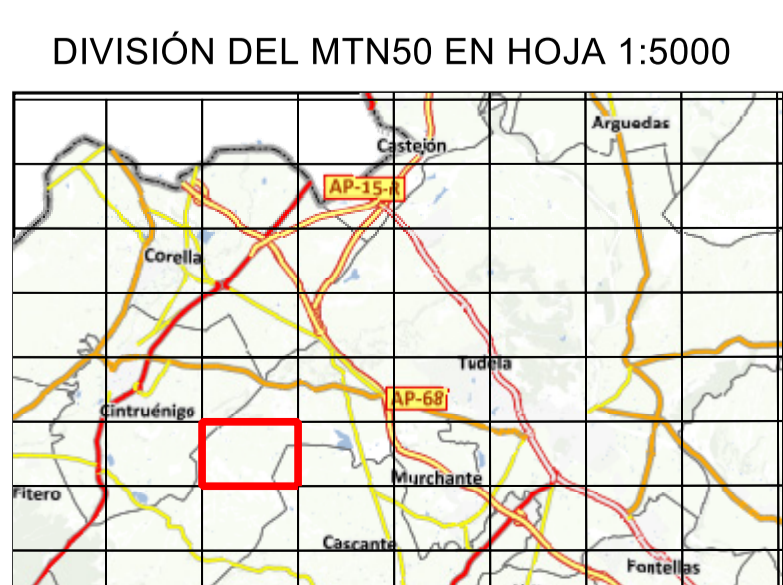 DIVISIÓN DEL MTN50 EN HOJA 1:5000
Arguedas
Castejón
AP-15-R
Corella
Tudela
AP-68
Cintruénigo
Murchante
Fitero
Cascante
Fontellas